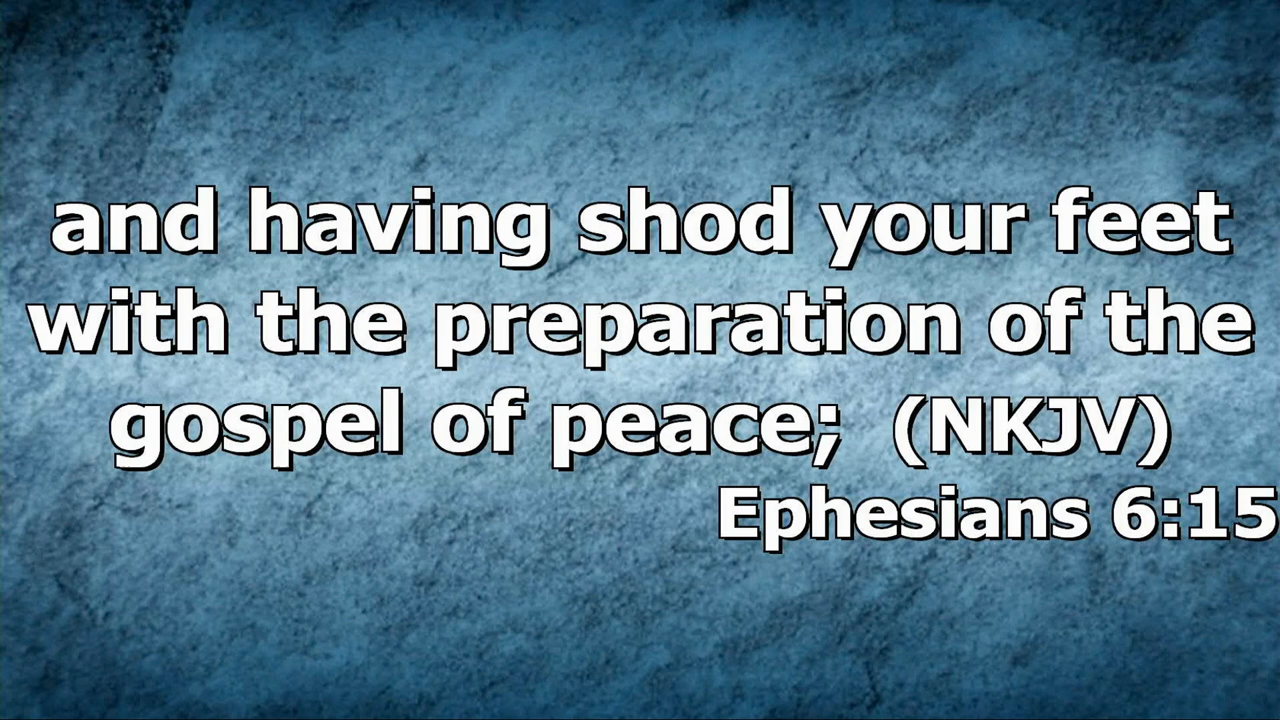 and having shod your feet
with the preparation of the
gospel of peace;  (NKJV)
Ephesians 6:15